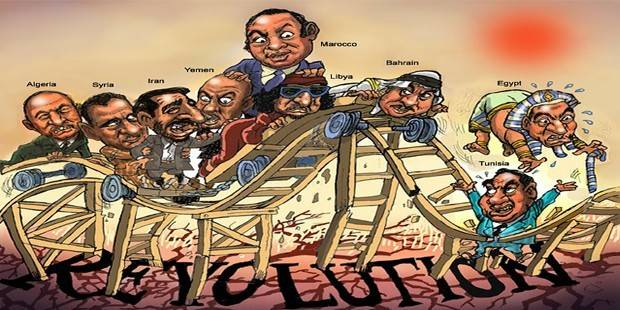 Marocco
Bahrain
Yemen
Libya
Iran
Syria
Algeria
Egypt
Tunisia
REVOLUTION